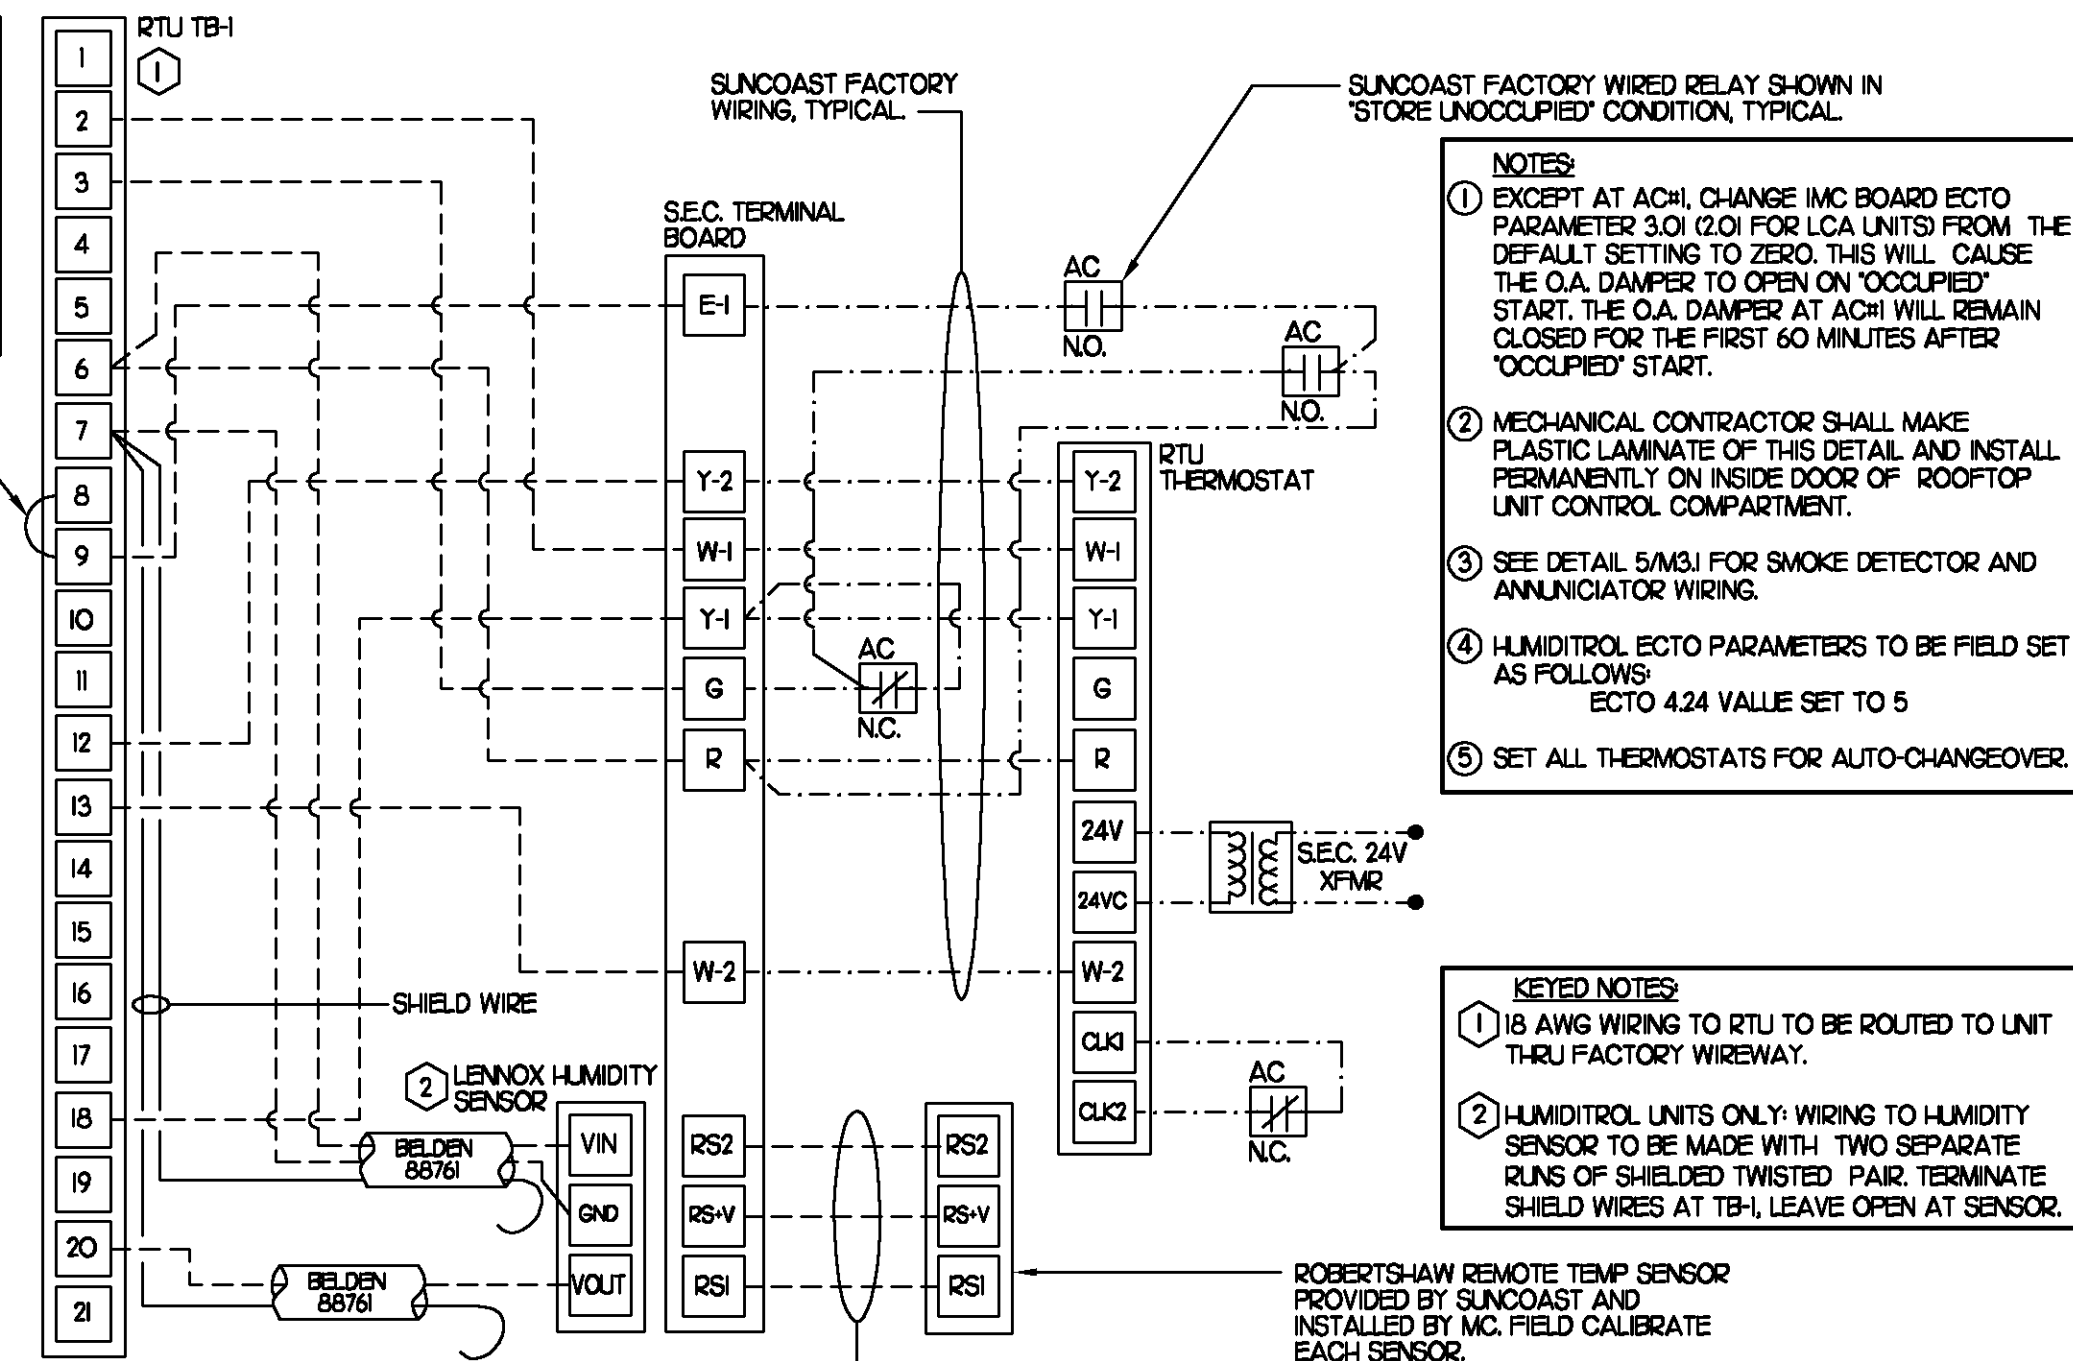 RTU TB-1
1
1
2
3
4
5
6
7
8
9
10
11
12
13
14
15
16
17
18
19
20
21
SUNCOAST FACTORY
WIRING, TYPICAL.
SUNCOAST FACTORY WIRED RELAY SHOWN IN
"STORE UNOCCUPIED" CONDITION, TYPICAL.
S.E.C. TERMINAL
BOARD
E-1
Y-2
W-1
Y-1
G
R
W-2
RS2
RS+V
RS1
AC
N.O.
AC
N.O.
AC
N.C.
RTU
THERMOSTAT
Y-2
W-1
Y-1
G
R
24V
24VC
W-2
CLK1
CLK2
S.E.C. 24V
XFMR
AC
N.C.
SHIELD WIRE
2
LENNOX HUMIDITY
SENSOR
VIN
GND
VOUT
BELDEN
88761
BELDEN
88761
RS2
RS+V
RS1
ROBERTSHAW REMOTE TEMP SENSOR
PROVIDED BY SUNCOAST AND
INSTALLED BY MC. FIELD CALIBRATE
EACH SENSOR.
NOTES:
1 EXCEPT AT AC#1, CHANGE IMC BOARD ECTO
PARAMETER 3.01 (2.01 FOR LCA UNITS) FROM THE
DEFAULT SETTING TO ZERO. THIS WILL CAUSE
THE O.A. DAMPER TO OPEN ON "OCCUPIED"
START. THE O.A. DAMPER AT AC#1 WILL REMAIN
CLOSED FOR THE FIRST 60 MINUTES AFTER
"OCCUPIED" START.
2 MECHANICAL CONTRACTOR SHALL MAKE
PLASTIC LAMINATE OF THIS DETAIL AND INSTALL
PERMANENTLY ON INSIDE DOOR OF ROOFTOP
UNIT CONTROL COMPARTMENT.
3 SEE DETAIL 5/M3.1 FOR SMOKE DETECTOR AND
ANNUNICIATOR WIRING.
4 HUMIDITROL ECTO PARAMETERS TO BE FIELD SET
AS FOLLOWS:
ECTO 4.24 VALUE SET TO 5
5 SET ALL THERMOSTATS FOR AUTO-CHANGEOVER.
KEYED NOTES:
1 18 AWG WIRING TO RTU TO BE ROUTED TO UNIT
THRU FACTORY WIREWAY.
2 HUMIDITROL UNITS ONLY: WIRING TO HUMIDITY
SENSOR TO BE MADE WITH TWO SEPARATE
RUNS OF SHIELDED TWISTED PAIR. TERMINATE
SHIELD WIRES AT TB-1, LEAVE OPEN AT SENSOR.